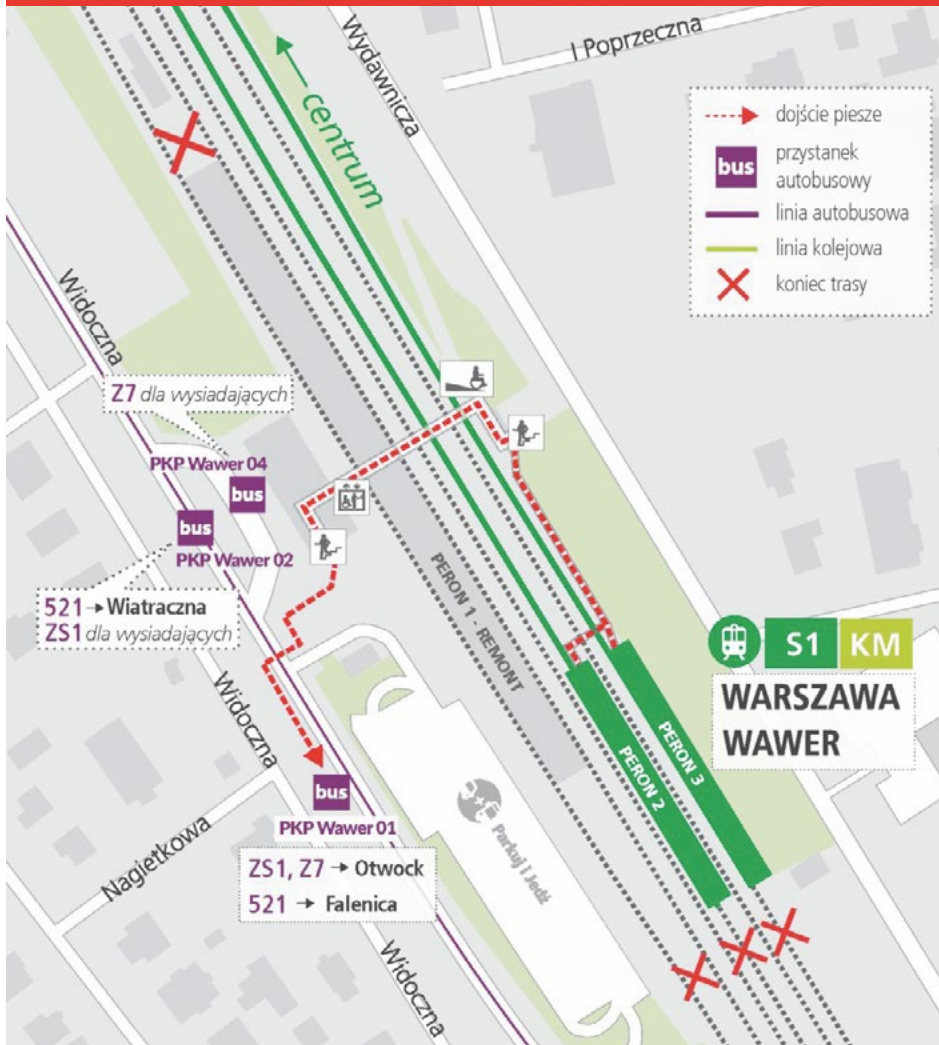 I Poprzeczna
Wydawnicza
centrum
dojście piesze
bus
przystanek
autobusowy
linia autobusowa
linia kolejowa
koniec trasy
Widoczna
Z7 dla wysiadających
PKP Wawer 04
bus
bus
PKP Wawer 02
521 → Wiatraczna
ZS1 dla wysiadających
PERON 1 REMONT
Widoczna
S1 KM
WARSZAWA
WAWER
PERON 3
PERON 2
bus
PKP Wawer 01
P+R
Parkuj i Jedź
Nagietkowa
ZS1, Z7 → Otwock
521 → Falenica
Widoczna